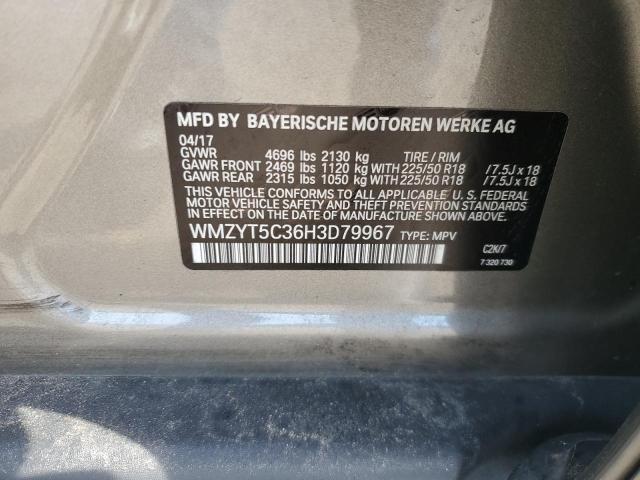 MFD BY BAYERISCHE MOTOREN WERKE AG
04/17
GVWR 4696 lbs 2130 kg TIRE / RIM
GAWR FRONT 2469 lbs 1120 kg WITH 225/50 R18 / 7.5J x 18
GAWR REAR 2315 lbs 1050 kg WITH 225/50 R18 / 7.5J x 18
THIS VEHICLE CONFORMS TO ALL APPLICABLE U. S. FEDERAL
MOTOR VEHICLE SAFETY AND THEFT PREVENTION STANDARDS
IN EFFECT ON THE DATE OF MANUFACTURE SHOWN ABOVE.
WMZYT5C36H3D79967 TYPE: MPV
C2K/7
7 320 730